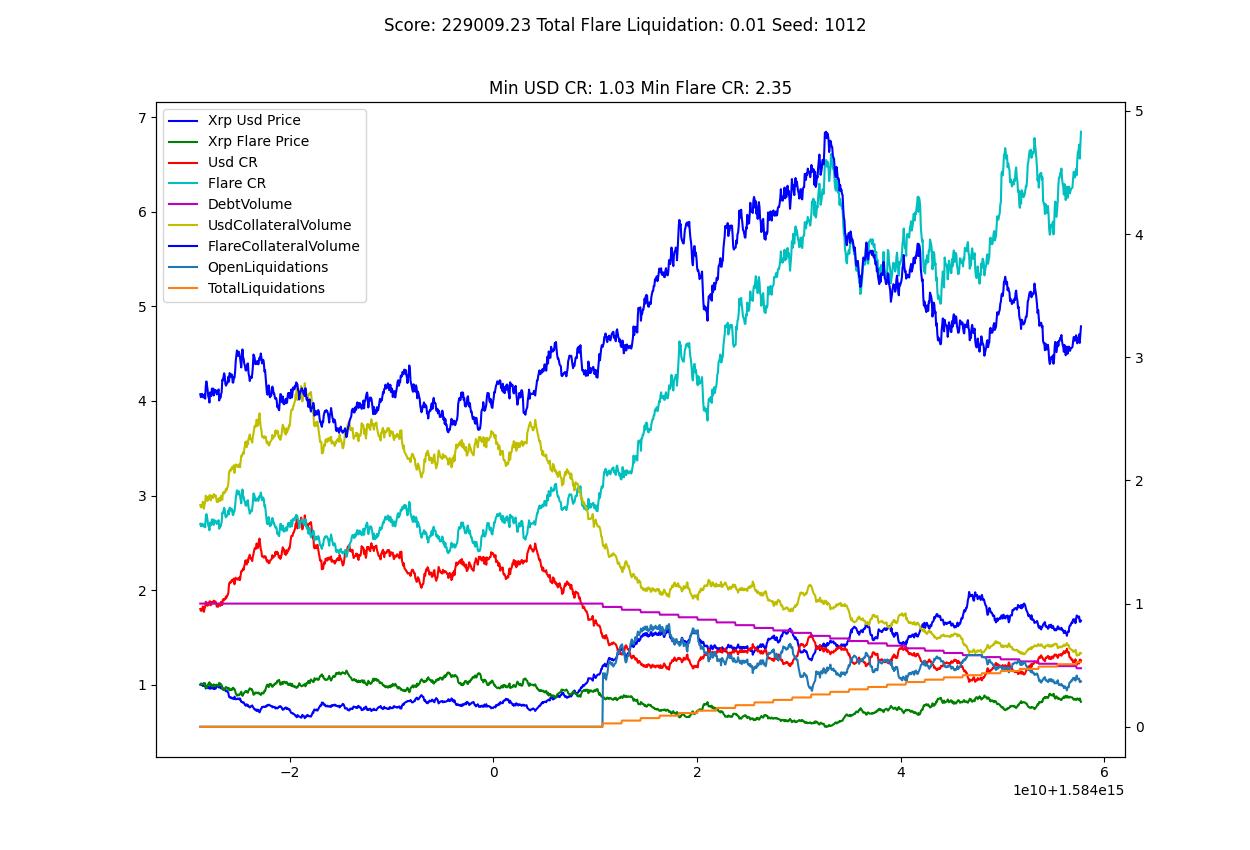 Score: 229009.23 Total Flare Liquidation: 0.01 Seed: 1012
Min USD CR: 1.03 Min Flare CR: 2.35
Xrp Usd Price
Xrp Flare Price
Usd CR
Flare CR
DebtVolume
UsdCollateralVolume
FlareCollateralVolume
OpenLiquidations
TotalLiquidations
7
6
5
4
3
2
1
5
4
3
2
1
0
−2
0
2
4
6
1e10+1.584e15